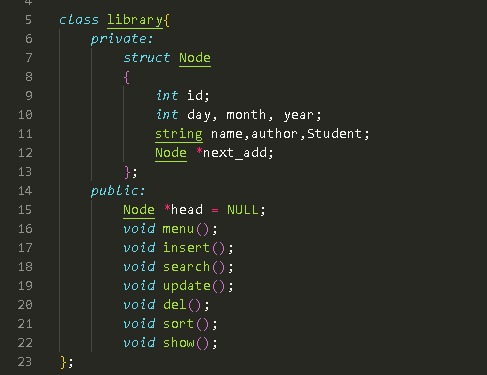 5 class library{
6 private:
7 struct Node
8 {
9 int id;
10 int day, month, year;
11 string name,author,Student;
12 Node *next_add;
13 };
14 public:
15 Node *head = NULL;
16 void menu();
17 void insert();
18 void search();
19 void update();
20 void del();
21 void sort();
22 void show();
23 };